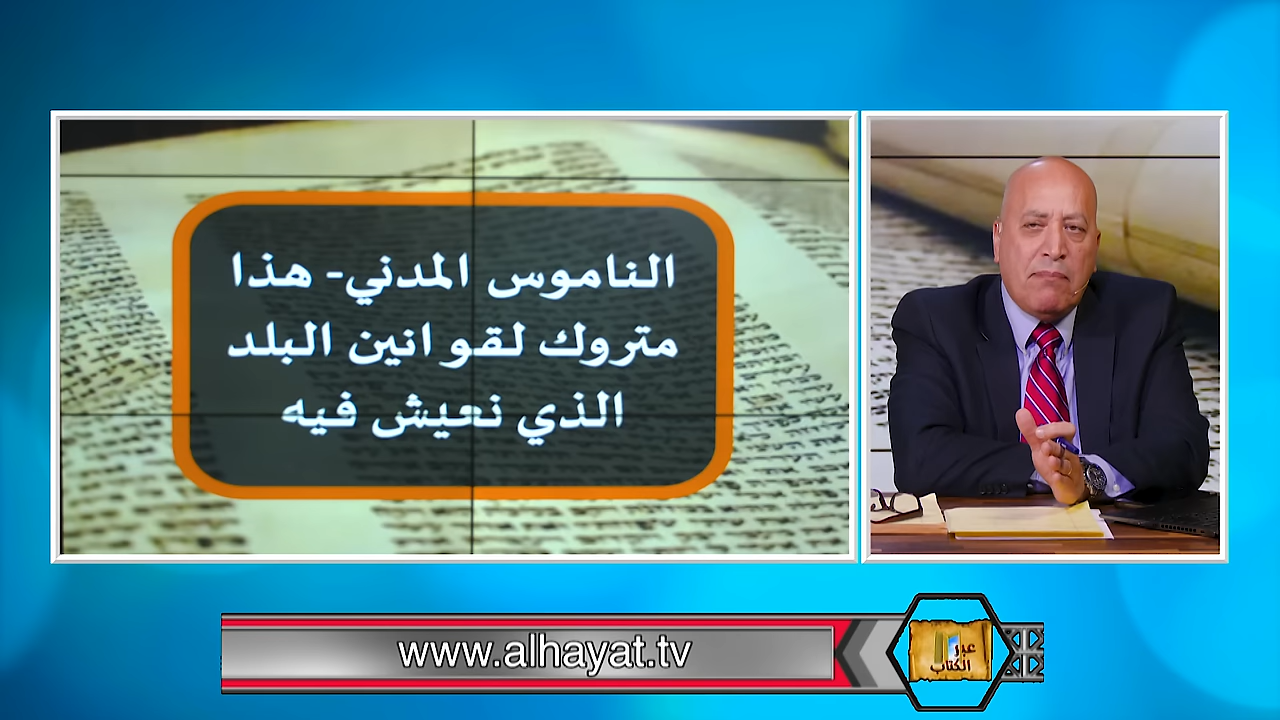 الناموس المدني- هذا
متروك لقوانين البلد
الذي نعيش فيه
www.alhayat.tv
عبر
الكتاب